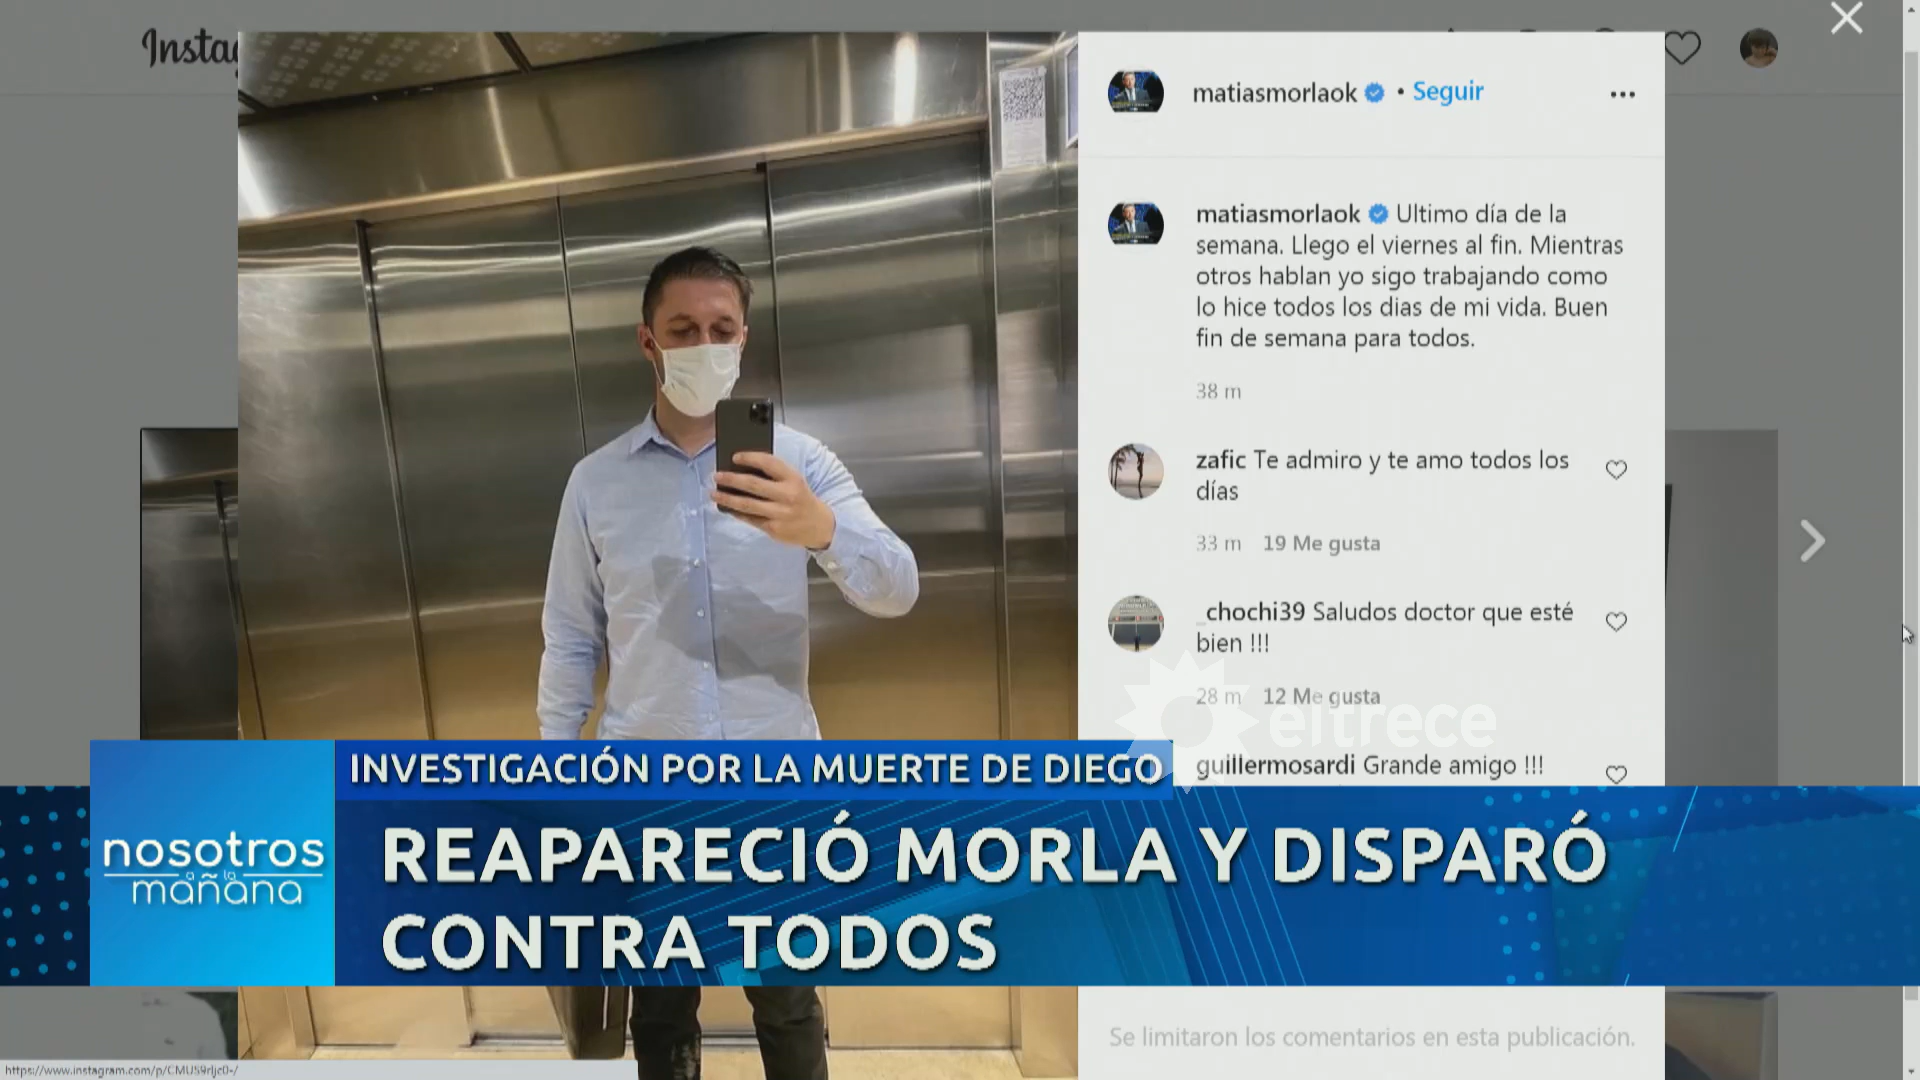 Instag
matiasmorlaok • Seguir
matiasmorlaok Ultimo día de la
semana. Llego el viernes al fin. Mientras
otros hablan yo sigo trabajando como
lo hice todos los dias de mi vida. Buen
fin de semana para todos.
38 m
zafic Te admiro y te amo todos los
días
33 m 19 Me gusta
_chochi39 Saludos doctor que esté
bien !!!
28 m 12 Me gusta
eltrece
guillermosardi Grande amigo !!!
INVESTIGACIÓN POR LA MUERTE DE DIEGO
nosotros
a la
mañana
REAPARECIÓ MORLA Y DISPARÓ
CONTRA TODOS
Se limitaron los comentarios en esta publicación.
https://www.instagram.com/p/CMUS9rljc0-/